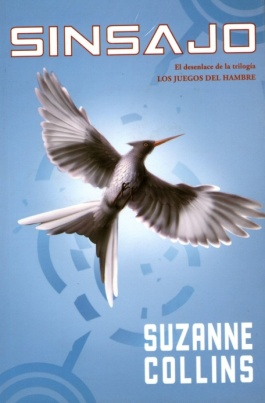 SINSAJO
El desenlace de la trilogía
LOS JUEGOS DEL HAMBRE
SUZANNE
COLLINS